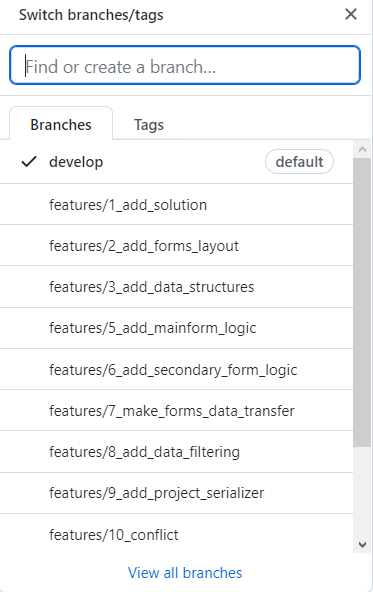 Switch branches/tags
Find or create a branch...
Branches Tags
develop default
features/1_add_solution
features/2_add_forms_layout
features/3_add_data_structures
features/5_add_mainform_logic
features/6_add_secondary_form_logic
features/7_make_forms_data_transfer
features/8_add_data_filtering
features/9_add_project_serializer
features/10_conflict
View all branches